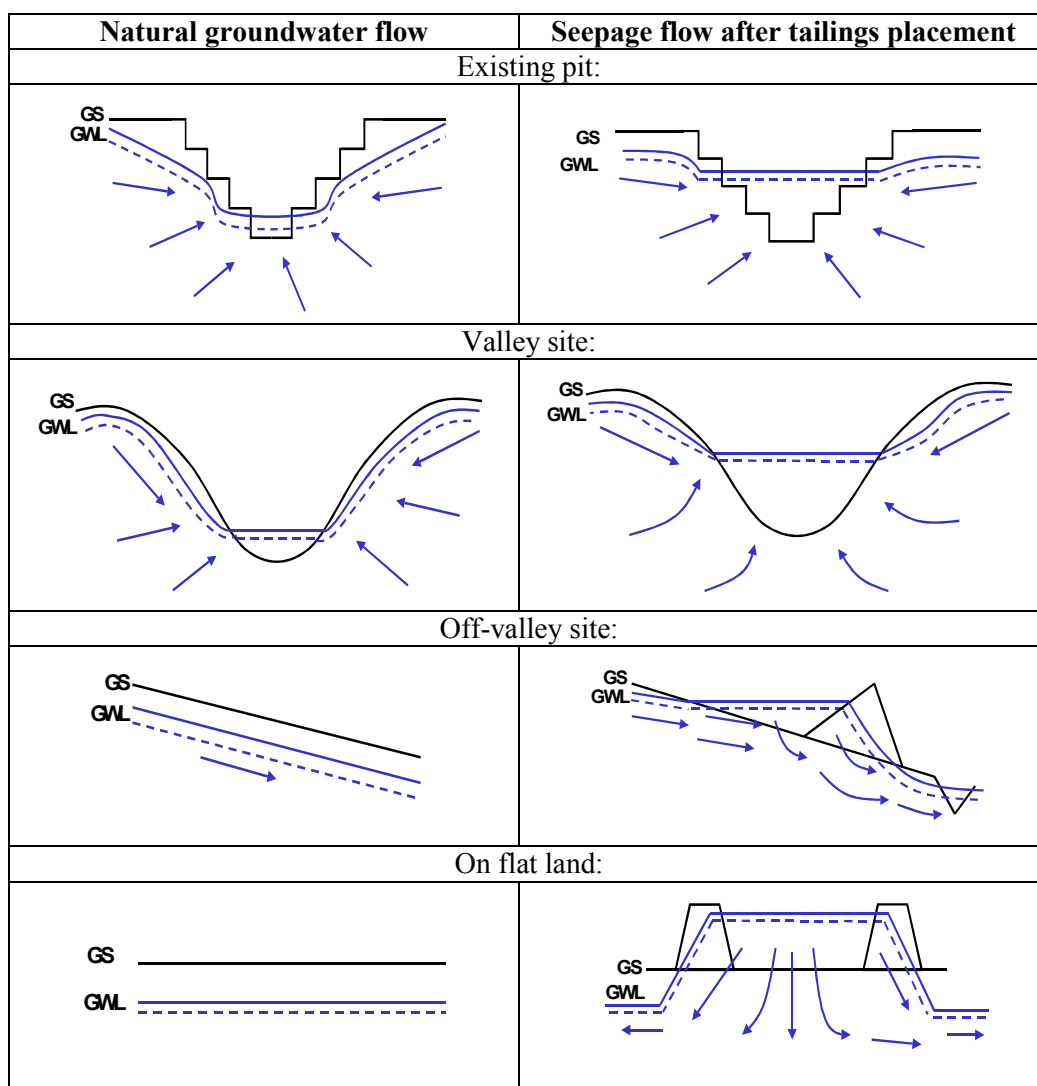 Natural groundwater flow
Seepage flow after tailings placement
Existing pit:
GS
GWL
GS
GWL
Valley site:
GS
GWL
GS
GWL
Off-valley site:
GS
GWL
GS
GWL
On flat land:
GS
GWL
GS
GWL